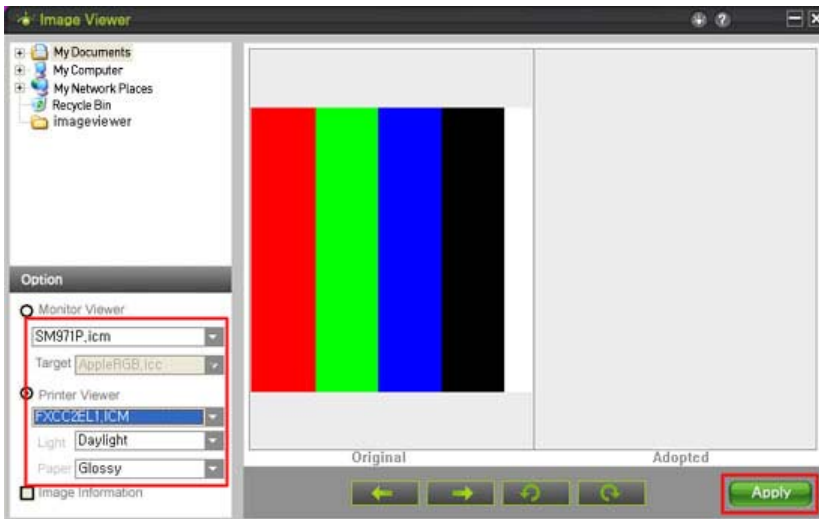 Image Viewer
My Documents
My Computer
My Network Places
Recycle Bin
imageviewer
Option
Monitor Viewer
SM971P,icm
Target AppleRGB,icc
Printer Viewer
FXCC2EL1,ICM
Light Daylight
Paper Glossy
Image Information
Original Adopted
Apply